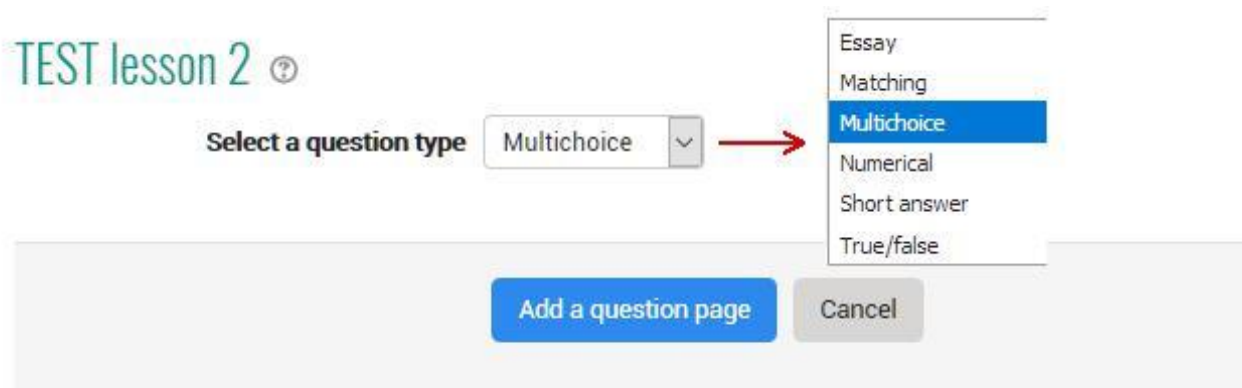 TEST lesson 2
Select a question type Multichoice
Essay
Matching
Multichoice
Numerical
Short answer
True/false
Add a question page Cancel